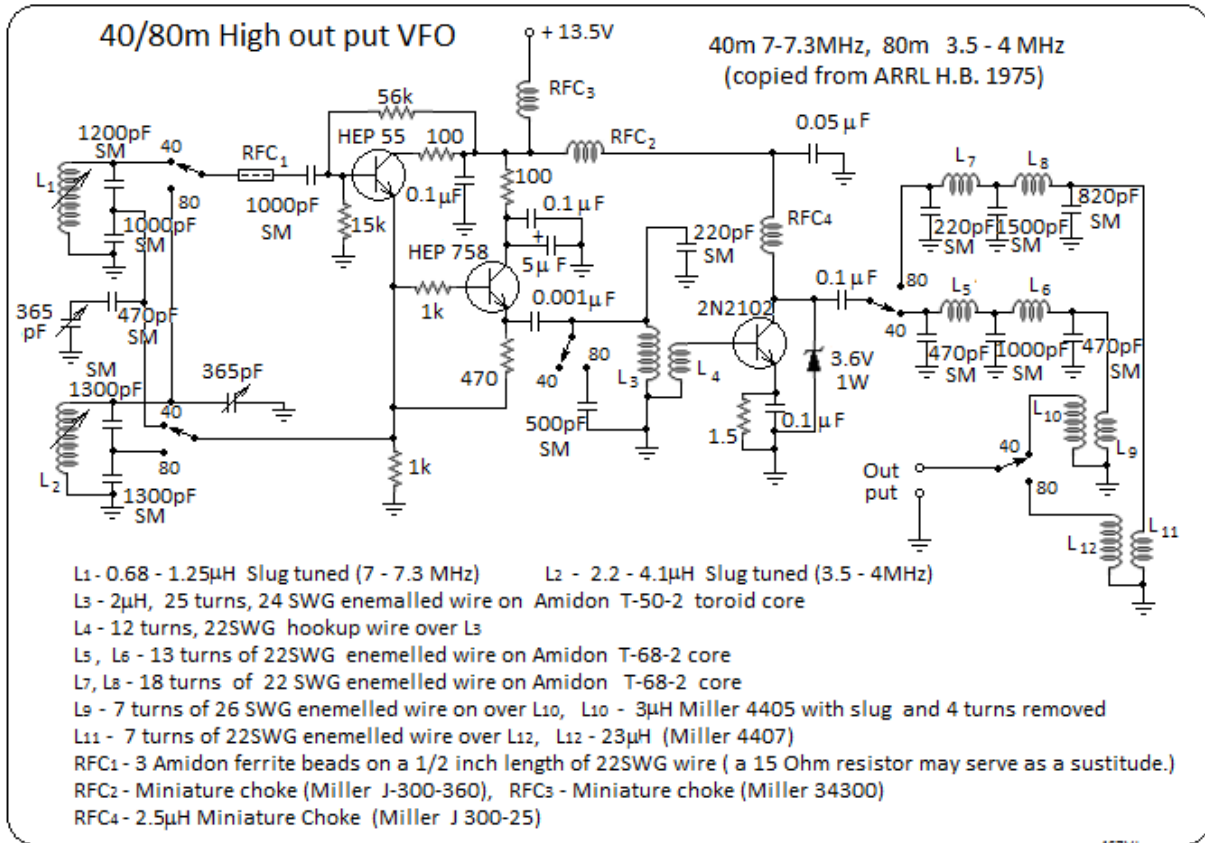 40/80m High out put VFO
+ 13.5V
40m 7-7.3MHz, 80m 3.5 - 4 MHz
(copied from ARRL H.B. 1975)
RFC3
56k
HEP 55
100
RFC2
0.05 µF
1200pF
SM
40
RFC1
L1
80
1000pF
SM
1000pF
SM
15k
0.1µF
100
0.1µF
+
5µF
HEP 758
RFC4
220pF
SM
L7
L8
820pF
SM
220pF
SM
1500pF
SM
80
0.1 µF
40
L5
L6
470pF
SM
1000pF
SM
470pF
SM
365
pF
470pF
SM
1k
0.001µF
2N2102
3.6V
1W
80
40
L3
L4
470
500pF
SM
1.5
0.1µF
SM
1300pF
365pF
40
80
L2
1300pF
SM
1k
L10
L9
40
80
Out
put
L12
L11
L1 - 0.68 - 1.25µH Slug tuned (7 - 7.3 MHz) L2 - 2.2 - 4.1µH Slug tuned (3.5 - 4MHz)
L3 - 2µH, 25 turns, 24 SWG enemalled wire on Amidon T-50-2 toroid core
L4 - 12 turns, 22SWG hookup wire over L3
L5 , L6 - 13 turns of 22SWG enemelled wire on Amidon T-68-2 core
L7, L8 - 18 turns of 22 SWG enemelled wire on Amidon T-68-2 core
L9 - 7 turns of 26 SWG enemelled wire on over L10, L10 - 3µH Miller 4405 with slug and 4 turns removed
L11 - 7 turns of 22SWG enemelled wire over L12, L12 - 23µH (Miller 4407)
RFC1 - 3 Amidon ferrite beads on a 1/2 inch length of 22SWG wire ( a 15 Ohm resistor may serve as a sustitude.)
RFC2 - Miniature choke (Miller J-300-360), RFC3 - Miniature choke (Miller 34300)
RFC4 - 2.5µH Miniature Choke (Miller J 300-25)